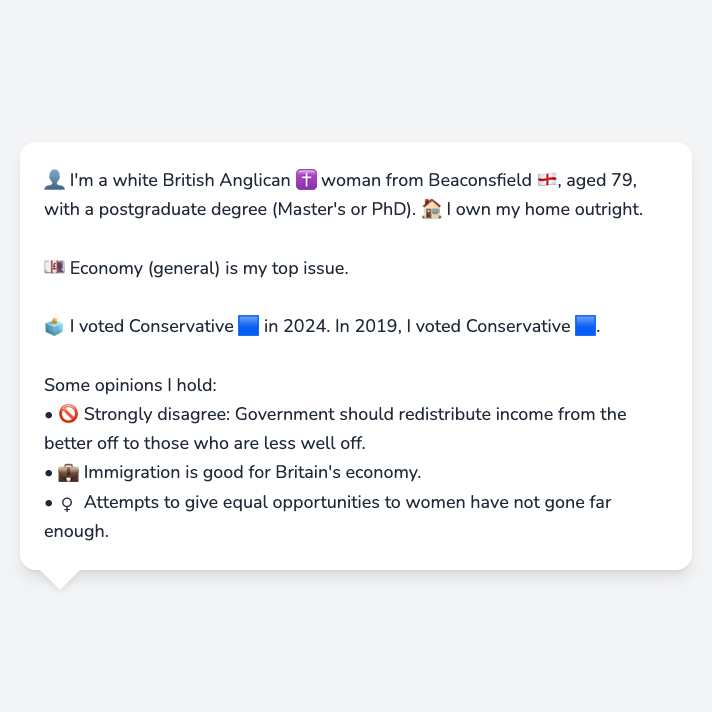 👤 I'm a white British Anglican ✝️ woman from Beaconsfield 🏴󠁧󠁢󠁥󠁮󠁧󠁿, aged 79,
with a postgraduate degree (Master's or PhD). 🏠 I own my home outright.
💷 Economy (general) is my top issue.
🗳️ I voted Conservative 🟦 in 2024. In 2019, I voted Conservative 🟦.
Some opinions I hold:
• 🚫 Strongly disagree: Government should redistribute income from the
better off to those who are less well off.
• 💼 Immigration is good for Britain's economy.
• ♀ Attempts to give equal opportunities to women have not gone far
enough.